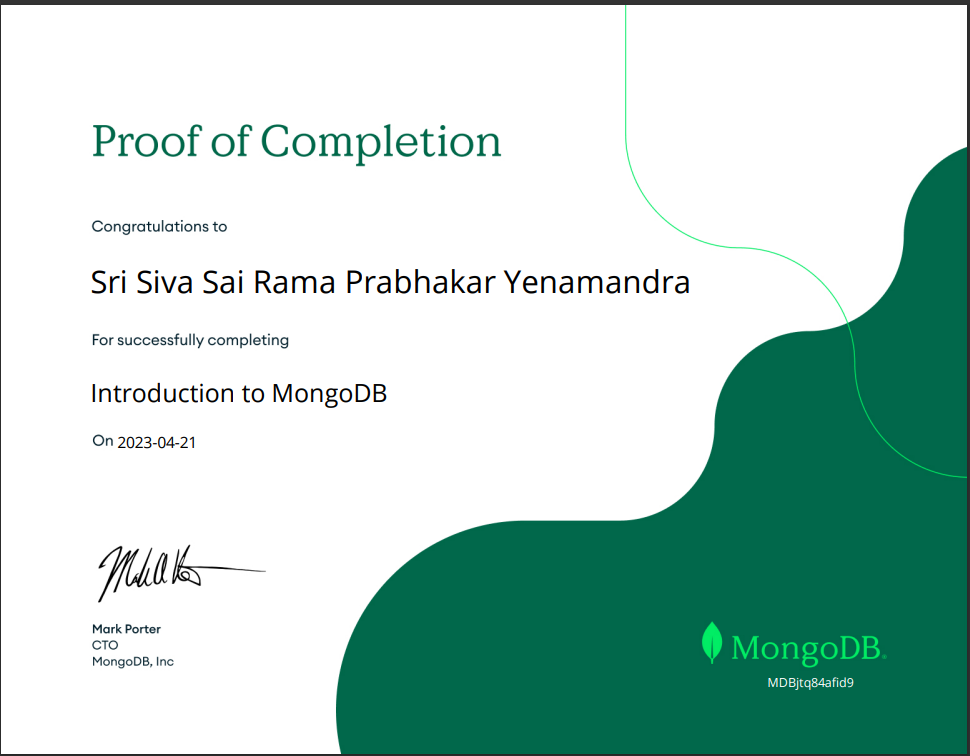 Proof of Completion
Congratulations to
Sri Siva Sai Rama Prabhakar Yenamandra
For successfully completing
Introduction to MongoDB
On 2023-04-21
Mark Porter
CTO
MongoDB, Inc
MongoDB®
MDBjtq84afid9